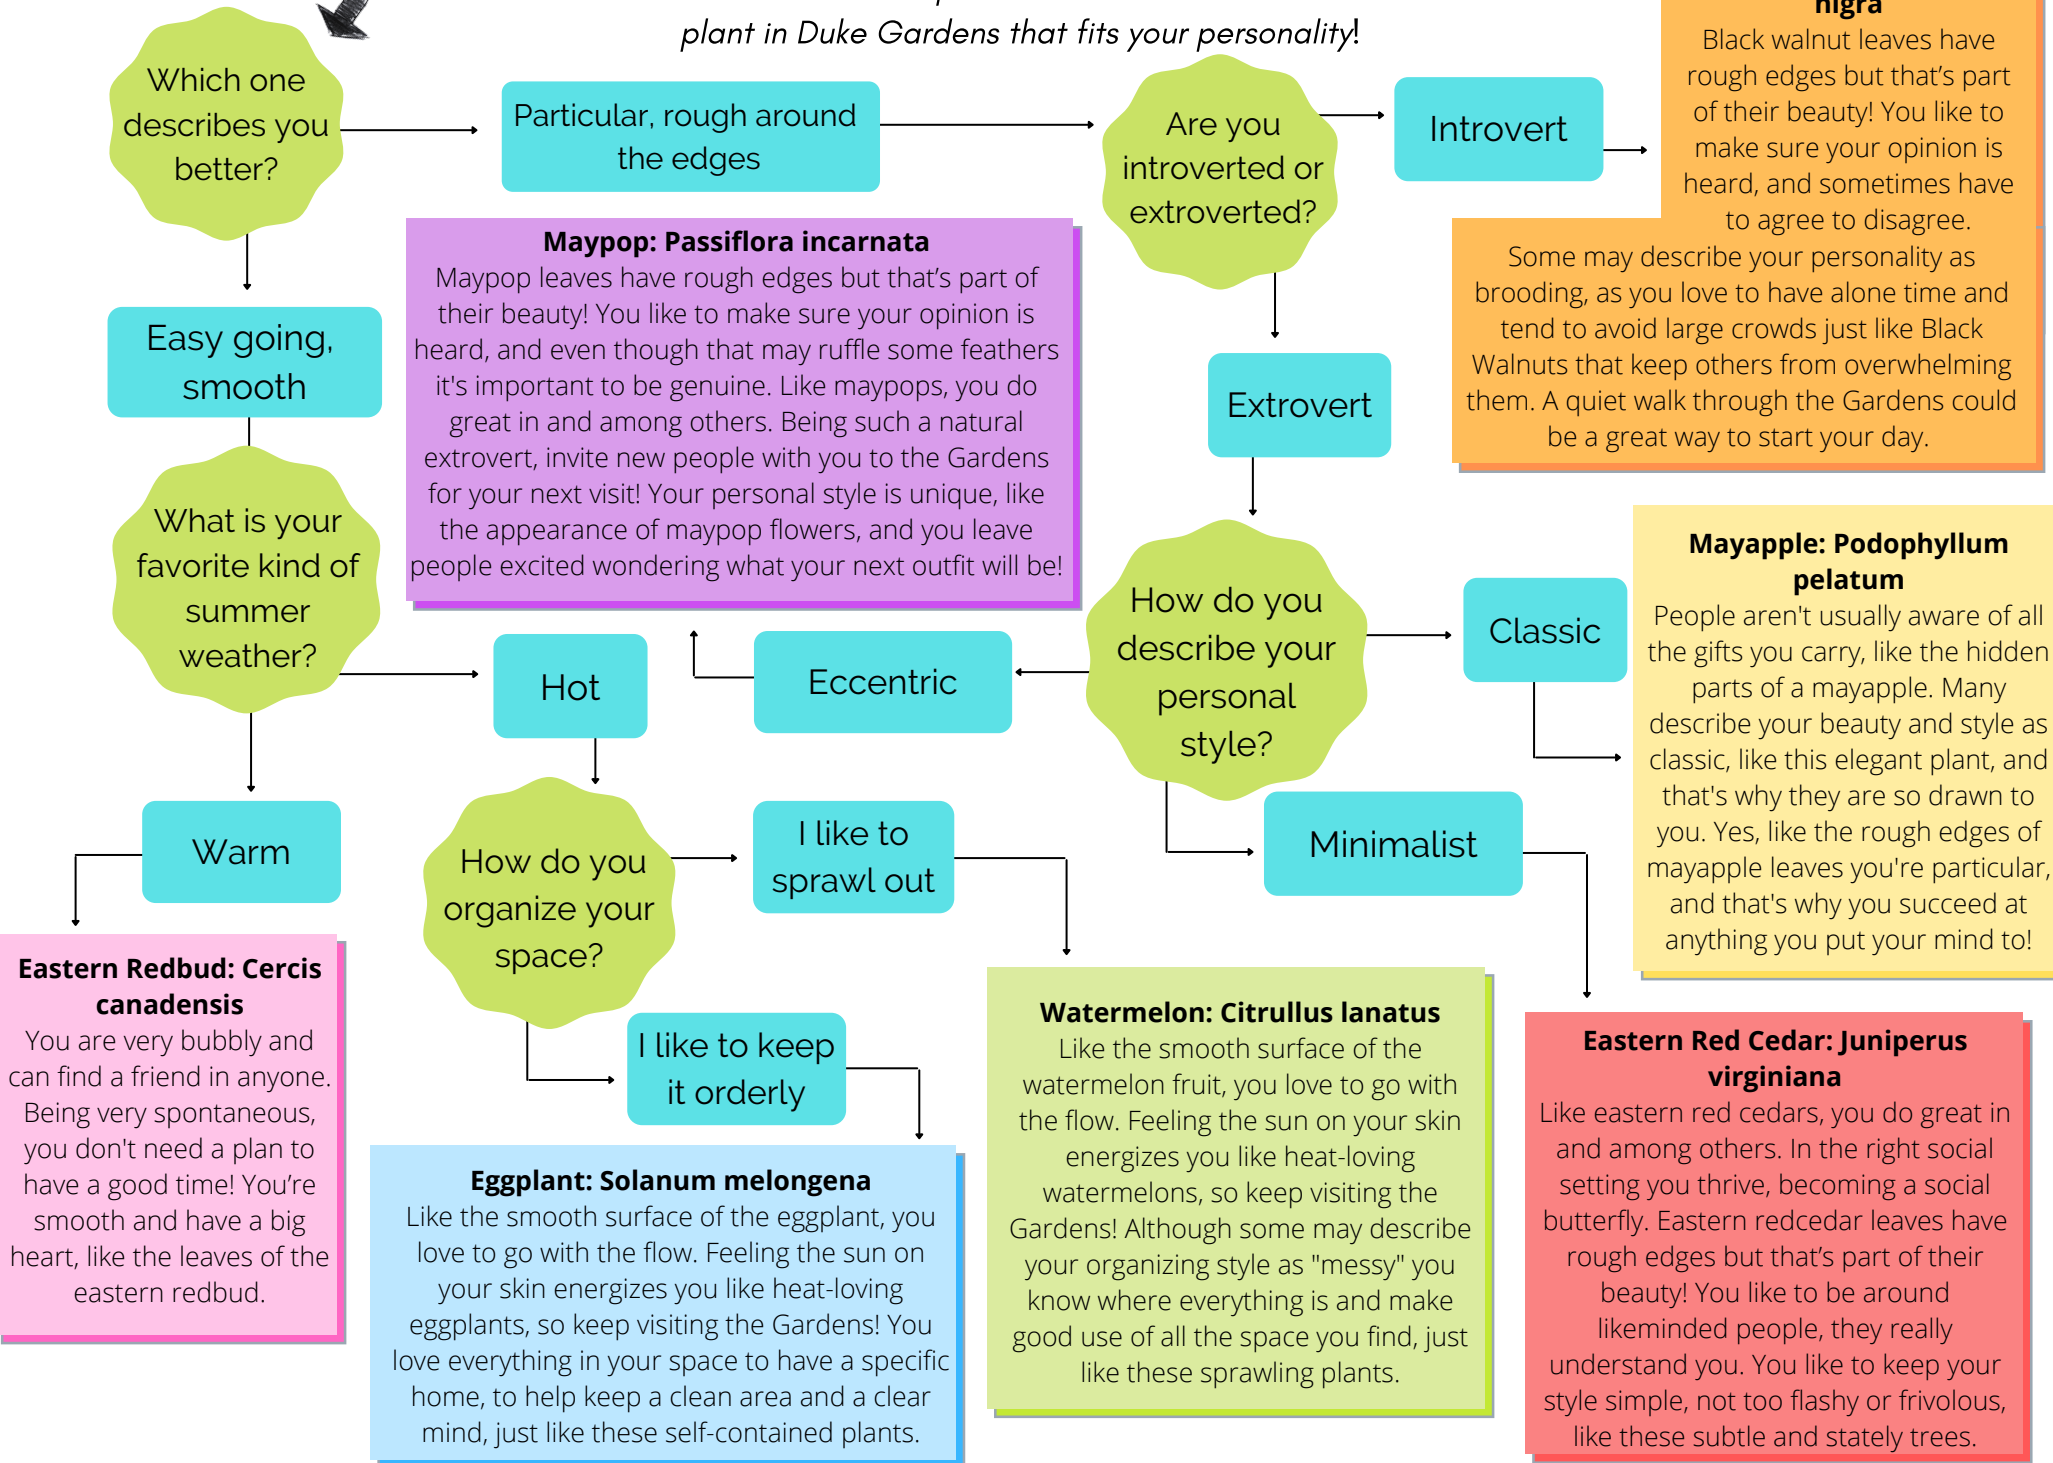 plant in Duke Gardens that fits your personality!
Which one
describes you
better?
Particular, rough around
the edges
Are you
introverted or
extroverted?
Introvert
nigra
Black walnut leaves have
rough edges but that's part
of their beauty! You like to
make sure your opinion is
heard, and sometimes have
to agree to disagree.
Some may describe your personality as
brooding, as you love to have alone time and
tend to avoid large crowds just like Black
Walnuts that keep others from overwhelming
them. A quiet walk through the Gardens could
be a great way to start your day.
Maypop: Passiflora incarnata
Maypop leaves have rough edges but that's part of
their beauty! You like to make sure your opinion is
heard, and even though that may ruffle some feathers
it's important to be genuine. Like maypops, you do
great in and among others. Being such a natural
extrovert, invite new people with you to the Gardens
for your next visit! Your personal style is unique, like
the appearance of maypop flowers, and you leave
people excited wondering what your next outfit will be!
Easy going,
smooth
Extrovert
What is your
favorite kind of
summer
weather?
Hot
Eccentric
How do you
describe your
personal
style?
Classic
Mayapple: Podophyllum
pelatum
People aren't usually aware of all
the gifts you carry, like the hidden
parts of a mayapple. Many
describe your beauty and style as
classic, like this elegant plant, and
that's why they are so drawn to
you. Yes, like the rough edges of
mayapple leaves you're particular,
and that's why you succeed at
anything you put your mind to!
Warm
How do you
organize your
space?
I like to
sprawl out
Minimalist
I like to keep
it orderly
Eastern Redbud: Cercis
canadensis
You are very bubbly and
can find a friend in anyone.
Being very spontaneous,
you don't need a plan to
have a good time! You're
smooth and have a big
heart, like the leaves of the
eastern redbud.
Eggplant: Solanum melongena
Like the smooth surface of the eggplant, you
love to go with the flow. Feeling the sun on
your skin energizes you like heat-loving
eggplants, so keep visiting the Gardens! You
love everything in your space to have a specific
home, to help keep a clean area and a clear
mind, just like these self-contained plants.
Watermelon: Citrullus lanatus
Like the smooth surface of the
watermelon fruit, you love to go with
the flow. Feeling the sun on your skin
energizes you like heat-loving
watermelons, so keep visiting the
Gardens! Although some may describe
your organizing style as "messy" you
know where everything is and make
good use of all the space you find, just
like these sprawling plants.
Eastern Red Cedar: Juniperus
virginiana
Like eastern red cedars, you do great in
and among others. In the right social
setting you thrive, becoming a social
butterfly. Eastern redcedar leaves have
rough edges but that's part of their
beauty! You like to be around
likeminded people, they really
understand you. You like to keep your
style simple, not too flashy or frivolous,
like these subtle and stately trees.